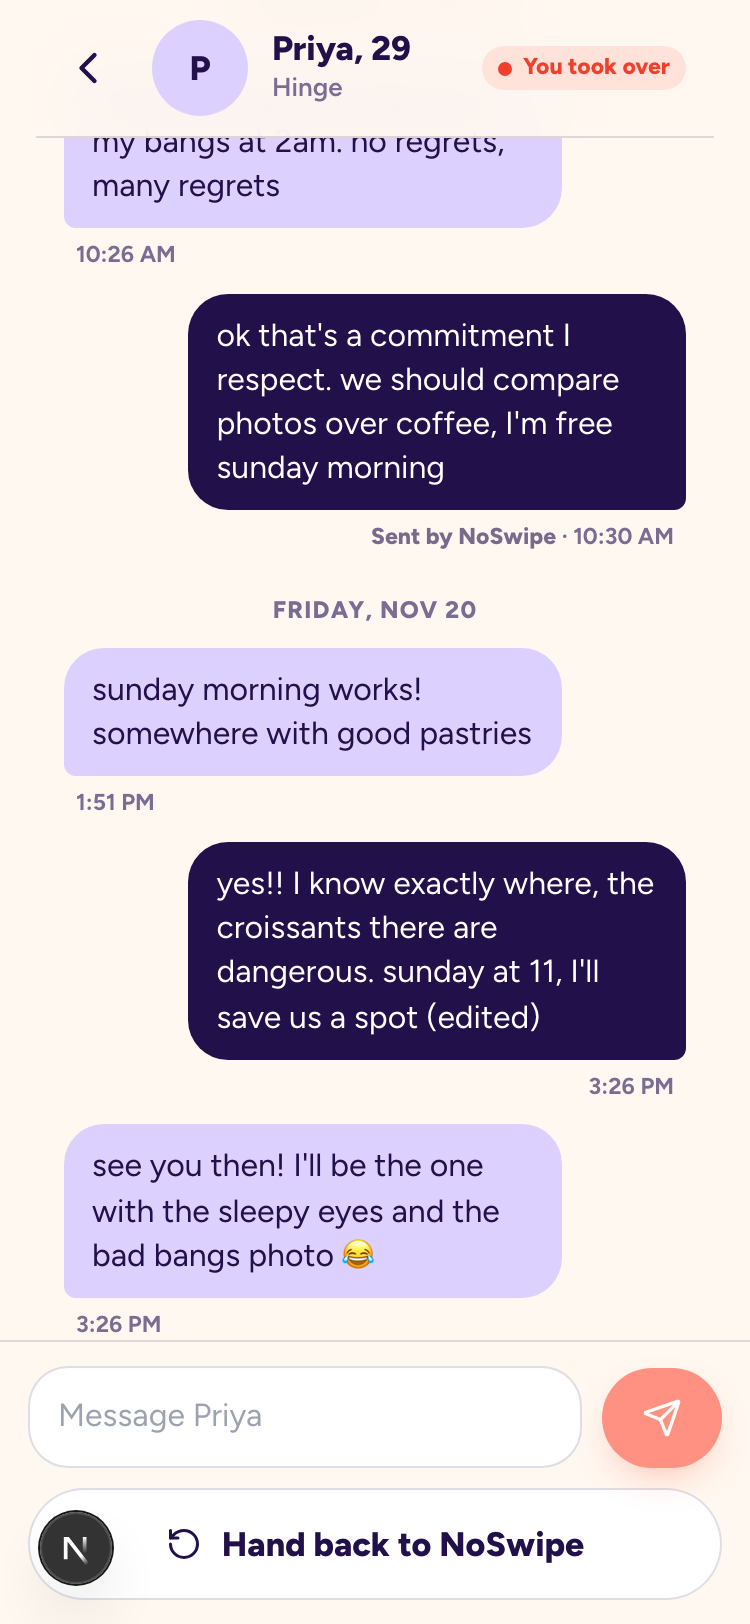 P
Priya, 29
Hinge
You took over
my bangs at 2am. no regrets,
many regrets
10:26 AM
ok that's a commitment I
respect. we should compare
photos over coffee, I'm free
sunday morning
Sent by NoSwipe · 10:30 AM
FRIDAY, NOV 20
sunday morning works!
somewhere with good pastries
1:51 PM
yes!! I know exactly where, the
croissants there are
dangerous. sunday at 11, I'll
save us a spot (edited)
3:26 PM
see you then! I'll be the one
with the sleepy eyes and the
bad bangs photo 😂
3:26 PM
Message Priya
N
Hand back to NoSwipe